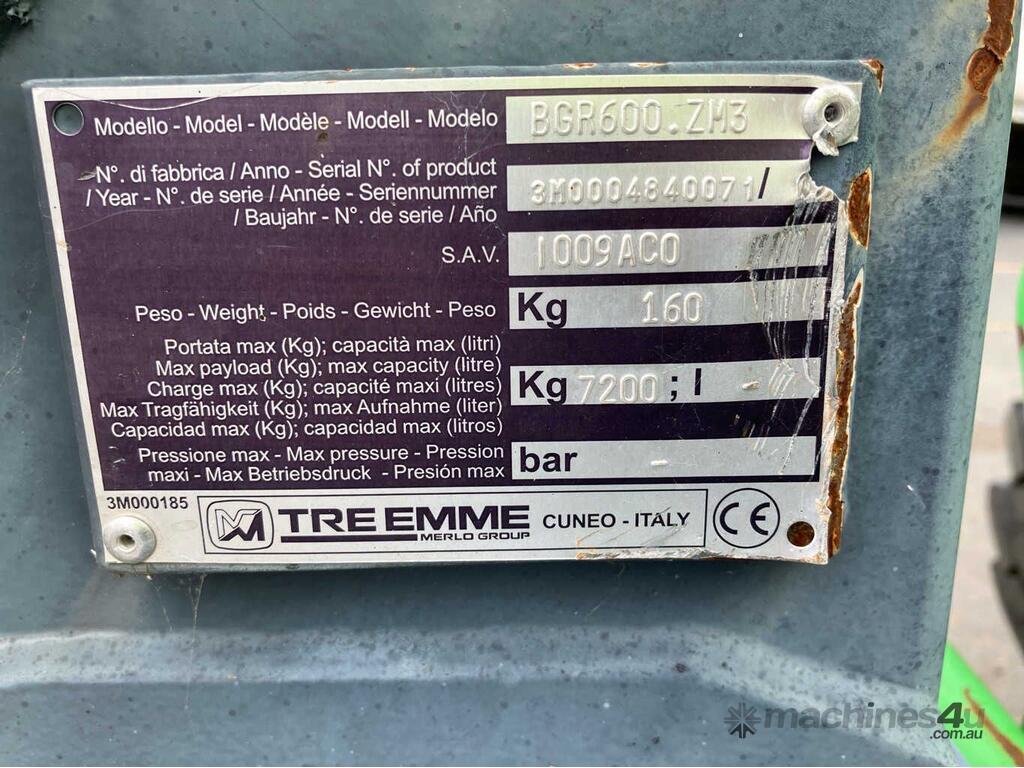 Modello - Model - Modèle - Modell - Modelo BGR600.ZM3
N°. di fabbrica / Anno - Serial N°. of product
/ Year - N°. de serie / Année - Seriennummer 3M0004840071/
/ Baujahr - N°. de serie / Año
S.A.V. 1009AC0
Peso - Weight - Poids - Gewicht - Peso Kg 160
Portata max (Kg); capacità max (litri)
Max payload (Kg); max capacity (litre)
Charge max (Kg); capacité maxi (litres) Kg 7200 ; l -
Max Tragfähigkeit (Kg); max Aufnahme (liter)
Capacidad max (Kg); capacidad max (litros)
Pressione max - Max pressure - Pression
maxi - Max Betriebsdruck - Presión max bar -
3M000185 TRE EMME CUNEO - ITALY CE
MERLO GROUP
machines4u
.com.au